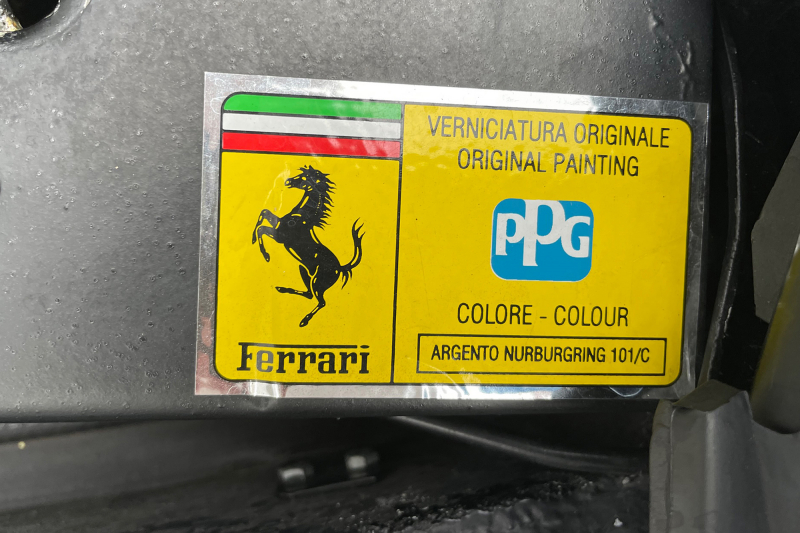 VERNICIATURA ORIGINALE
ORIGINAL PAINTING
PPG
COLORE - COLOUR
ARGENTO NURBURGRING 101/C
Ferrari